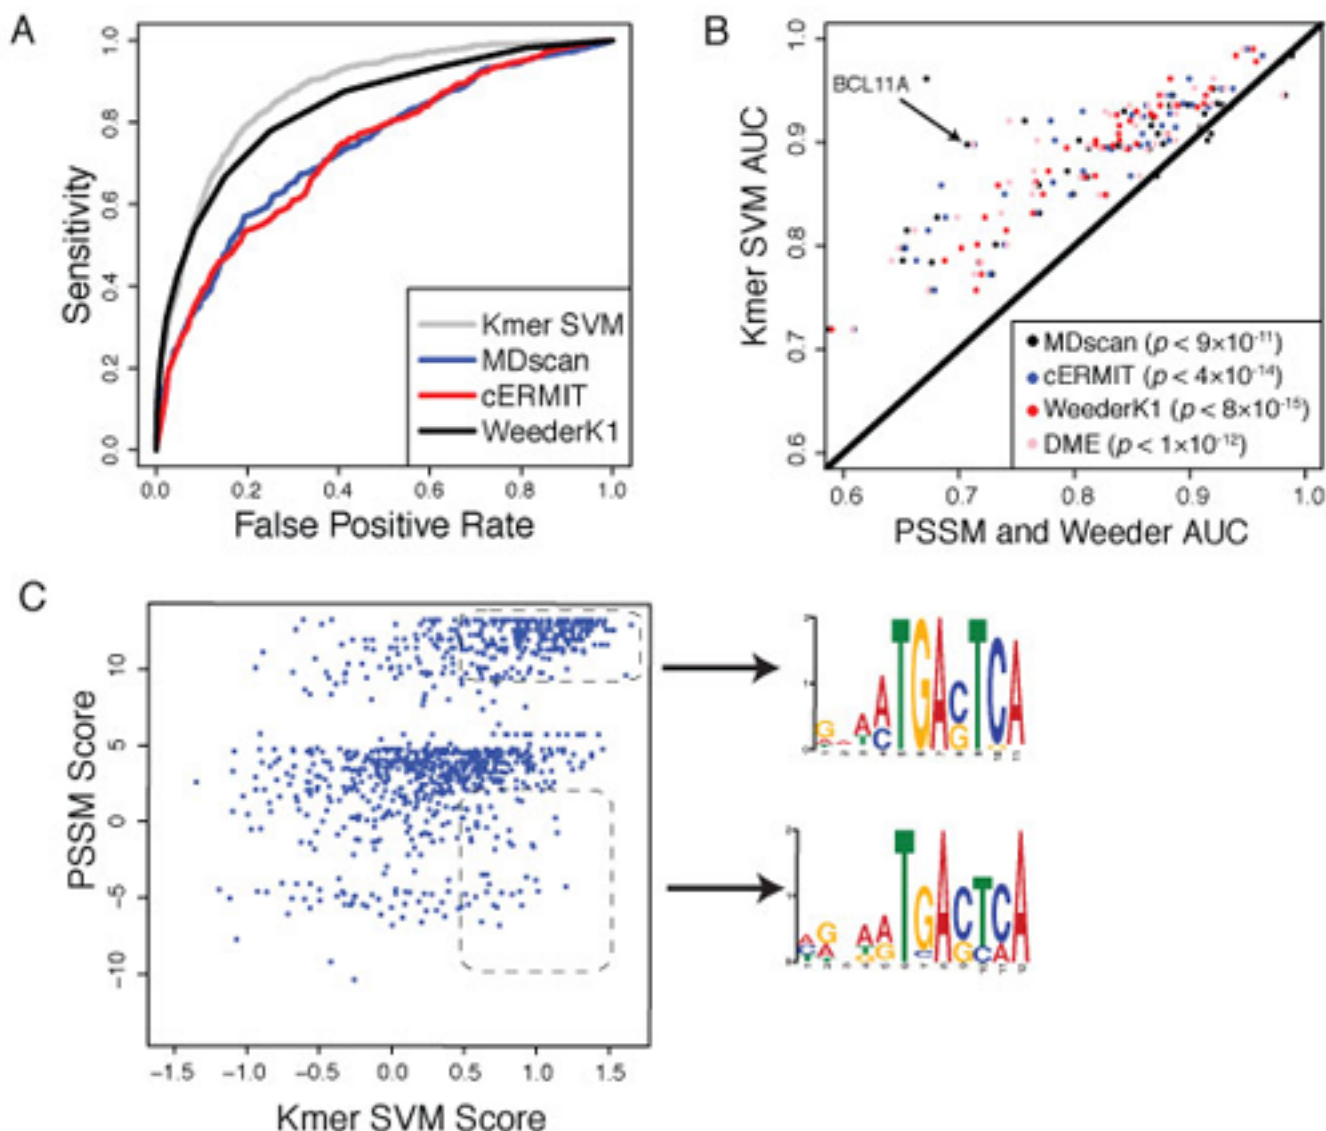 A
Sensitivity
0.0 0.2 0.4 0.6 0.8 1.0
0.0 0.2 0.4 0.6 0.8 1.0
False Positive Rate
Kmer SVM
MDscan
cERMIT
WeederK1
B
Kmer SVM AUC
0.6 0.7 0.8 0.9 1.0
BCL11A
MDscan (p < 9×10⁻¹¹)
cERMIT (p < 4×10⁻¹⁴)
WeederK1 (p < 8×10⁻¹⁵)
DME (p < 1×10⁻¹²)
0.6 0.7 0.8 0.9 1.0
PSSM and Weeder AUC
C
PSSM Score
−10 −5 0 5 10
−1.5 −1.0 −0.5 0.0 0.5 1.0 1.5
Kmer SVM Score
ATGACTCA
TGACTCA